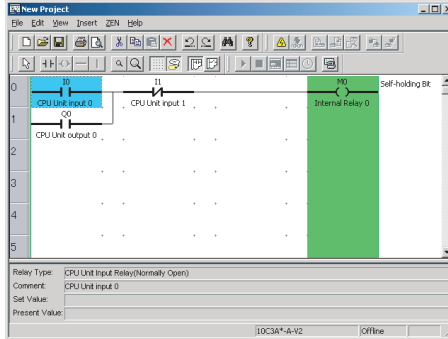 New Project
File Edit View Insert ZEN Help
0 I0 I1 M0 Self-holding Bit
CPU Unit input 0 CPU Unit input 1 Internal Relay 0
1 Q0
CPU Unit output 0
2
3
4
5
Relay Type: CPU Unit Input Relay(Normally Open)
Comment: CPU Unit input 0
Set Value:
Present Value:
10C3A*-A-V2 Offline